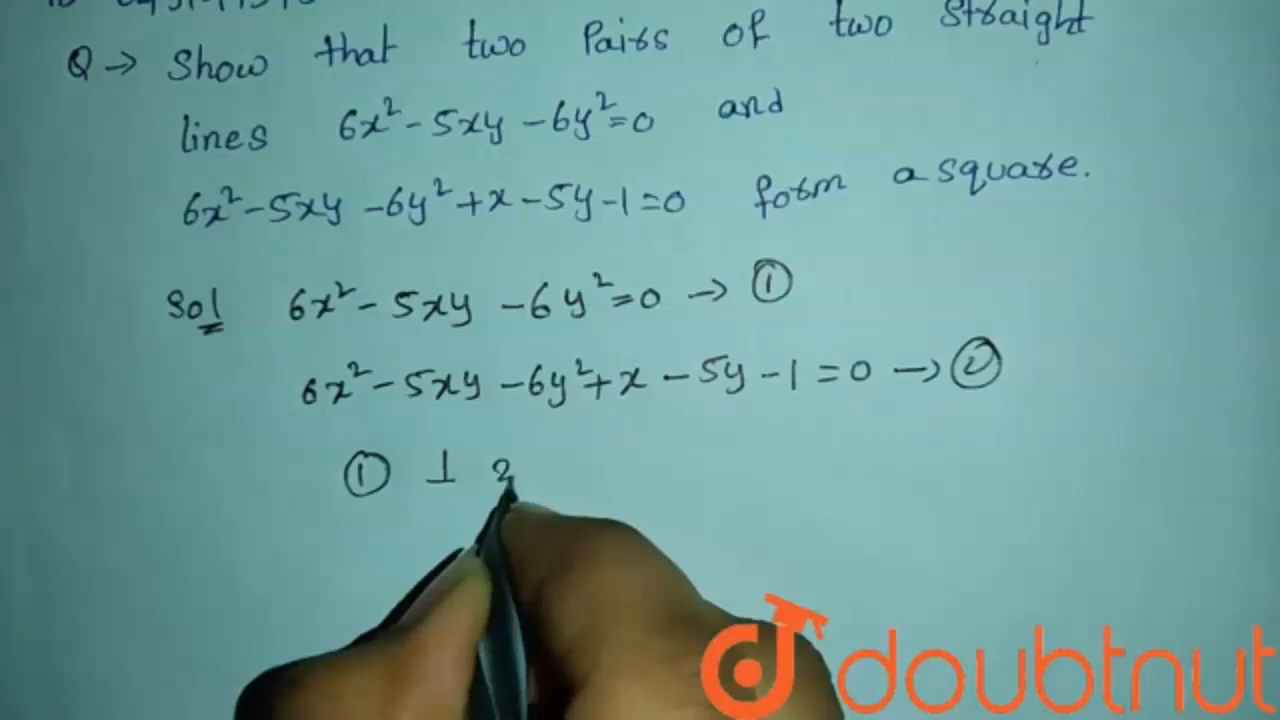 Q → Show that two Pairs of two Straight
lines 6x² - 5xy - 6y² = 0 and
6x² - 5xy - 6y² + x - 5y - 1 = 0 form a square.
Sol 6x² - 5xy - 6y² = 0 → ①
6x² - 5xy - 6y² + x - 5y - 1 = 0 → ②
① ⊥ 2
doubtnut